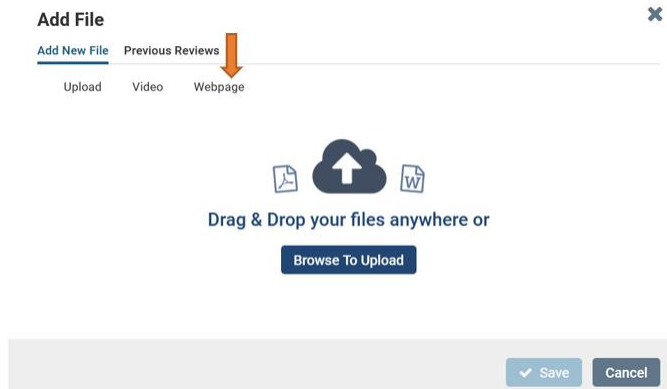 Add File
Add New File Previous Reviews
Upload Video Webpage
W
Drag & Drop your files anywhere or
Browse To Upload
Save Cancel